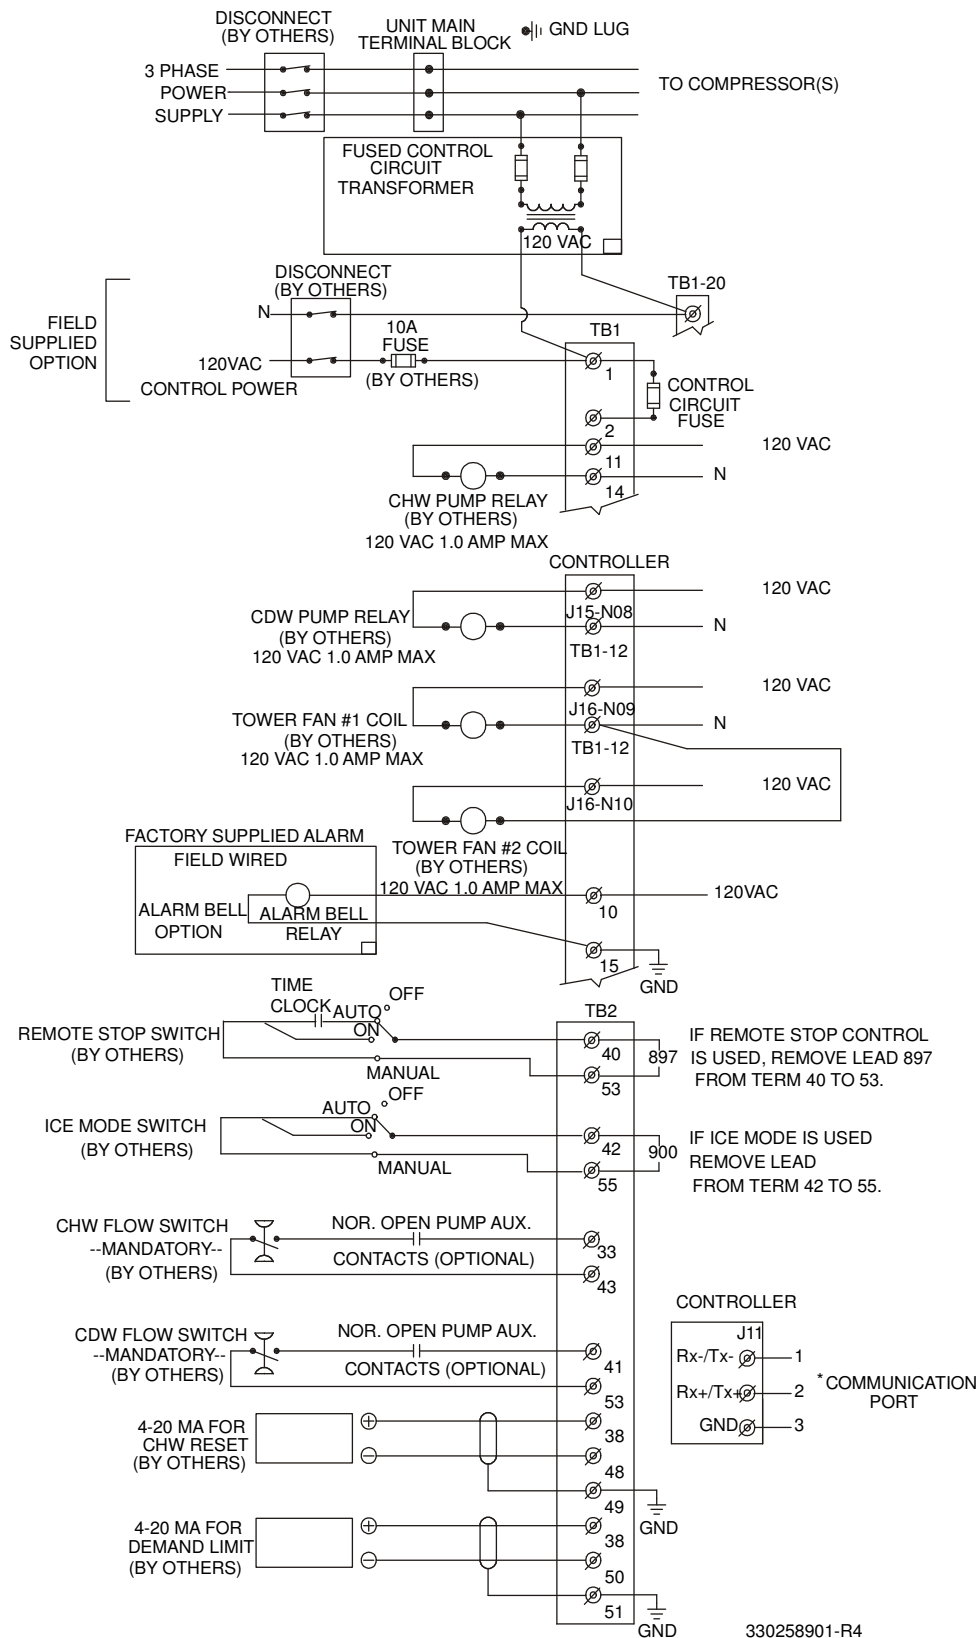 DISCONNECT
(BY OTHERS)
UNIT MAIN
TERMINAL BLOCK
GND LUG
3 PHASE
POWER
SUPPLY
TO COMPRESSOR(S)
FUSED CONTROL
CIRCUIT
TRANSFORMER
120 VAC
DISCONNECT
(BY OTHERS)
TB1-20
FIELD
SUPPLIED
OPTION
N
10A
FUSE
(BY OTHERS)
120VAC
CONTROL POWER
TB1
1
CONTROL
CIRCUIT
FUSE
2
120 VAC
11
N
14
CHW PUMP RELAY
(BY OTHERS)
120 VAC 1.0 AMP MAX
CONTROLLER
120 VAC
J15-N08
CDW PUMP RELAY
(BY OTHERS)
120 VAC 1.0 AMP MAX
N
TB1-12
120 VAC
J16-N09
TOWER FAN #1 COIL
(BY OTHERS)
120 VAC 1.0 AMP MAX
N
TB1-12
120 VAC
J16-N10
TOWER FAN #2 COIL
(BY OTHERS)
120 VAC 1.0 AMP MAX
FACTORY SUPPLIED ALARM
FIELD WIRED
ALARM BELL
OPTION
ALARM BELL
RELAY
120VAC
10
15
GND
TB2
TIME
CLOCK
AUTO
OFF
ON
REMOTE STOP SWITCH
(BY OTHERS)
MANUAL
40
897
53
IF REMOTE STOP CONTROL
IS USED, REMOVE LEAD 897
FROM TERM 40 TO 53.
AUTO
OFF
ON
ICE MODE SWITCH
(BY OTHERS)
MANUAL
42
900
55
IF ICE MODE IS USED
REMOVE LEAD
FROM TERM 42 TO 55.
CHW FLOW SWITCH
--MANDATORY--
(BY OTHERS)
NOR. OPEN PUMP AUX.
CONTACTS (OPTIONAL)
33
43
CDW FLOW SWITCH
--MANDATORY--
(BY OTHERS)
NOR. OPEN PUMP AUX.
CONTACTS (OPTIONAL)
41
53
CONTROLLER
J11
Rx-/Tx-
1
Rx+/Tx+
2
GND
3
*COMMUNICATION
PORT
4-20 MA FOR
CHW RESET
(BY OTHERS)
+
-
38
48
49
GND
4-20 MA FOR
DEMAND LIMIT
(BY OTHERS)
+
-
38
50
51
GND
330258901-R4